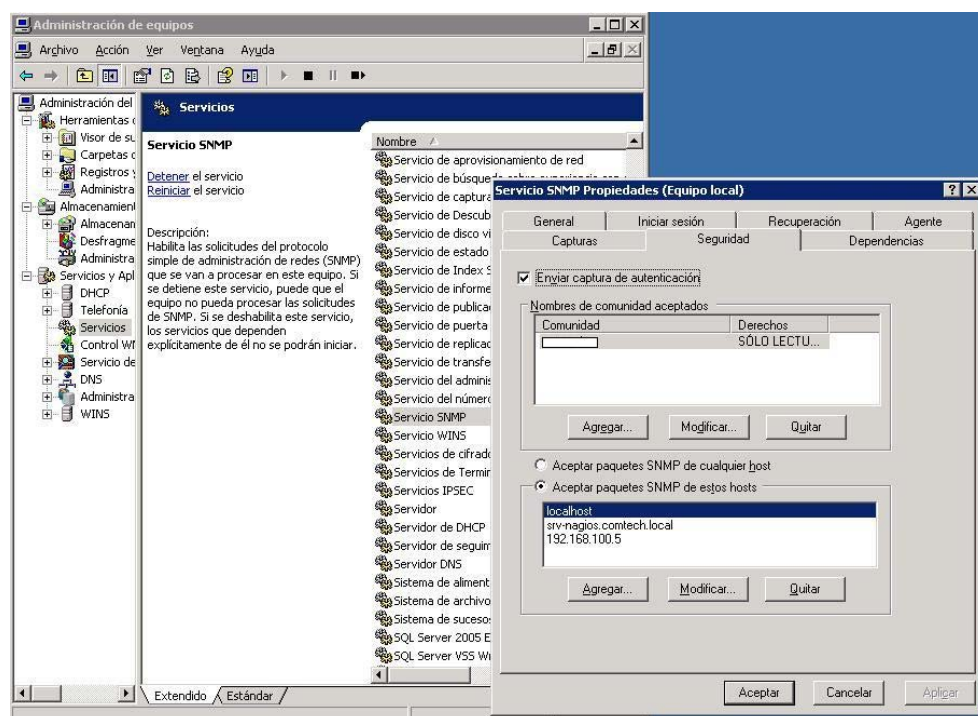 Administración de equipos
Archivo Acción Ver Ventana Ayuda
Administración del
Herramientas
Visor de su
Carpetas
Registros
Administra
Almacenamien
Almacenan
Desfragme
Administra
Servicios y Apl
DHCP
Telefonía
Servicios
Control WM
Servicio de
DNS
Administra
WINS
Servicios
Servicio SNMP
Detener el servicio
Reiniciar el servicio
Descripción:
Habilita las solicitudes del protocolo
simple de administración de redes (SNMP)
que se van a procesar en este equipo. Si
se detiene este servicio, puede que el
equipo no pueda procesar las solicitudes
de SNMP. Si se deshabilita este servicio,
los servicios que dependen
explícitamente de él no se podrán iniciar.
Nombre
Servicio de aprovisionamiento de red
Servicio de búsqueda
Servicio de captura
Servicio de Descub
Servicio de disco vi
Servicio de estado
Servicio de Index S
Servicio de informe
Servicio de publica
Servicio de puerta
Servicio de replica
Servicio de transfe
Servicio del adminis
Servicio del número
Servicio SNMP
Servicio WINS
Servicios de cifrado
Servicios de Termin
Servicios IPSEC
Servidor
Servidor de DHCP
Servidor de seguim
Servidor DNS
Sistema de aliment
Sistema de archivo
Sistema de suceso
SQL Server 2005 E
SQL Server VSS Wr
Extendido Estándar
Servicio SNMP Propiedades (Equipo local)
General Iniciar sesión Recuperación Agente
Capturas Seguridad Dependencias
Enviar captura de autenticación
Nombres de comunidad aceptados
Comunidad Derechos
SÓLO LECTU...
Agregar... Modificar... Quitar
Aceptar paquetes SNMP de cualquier host
Aceptar paquetes SNMP de estos hosts
localhost
srv-nagios.comtech.local
192.168.100.5
Agregar... Modificar... Quitar
Aceptar Cancelar Aplicar